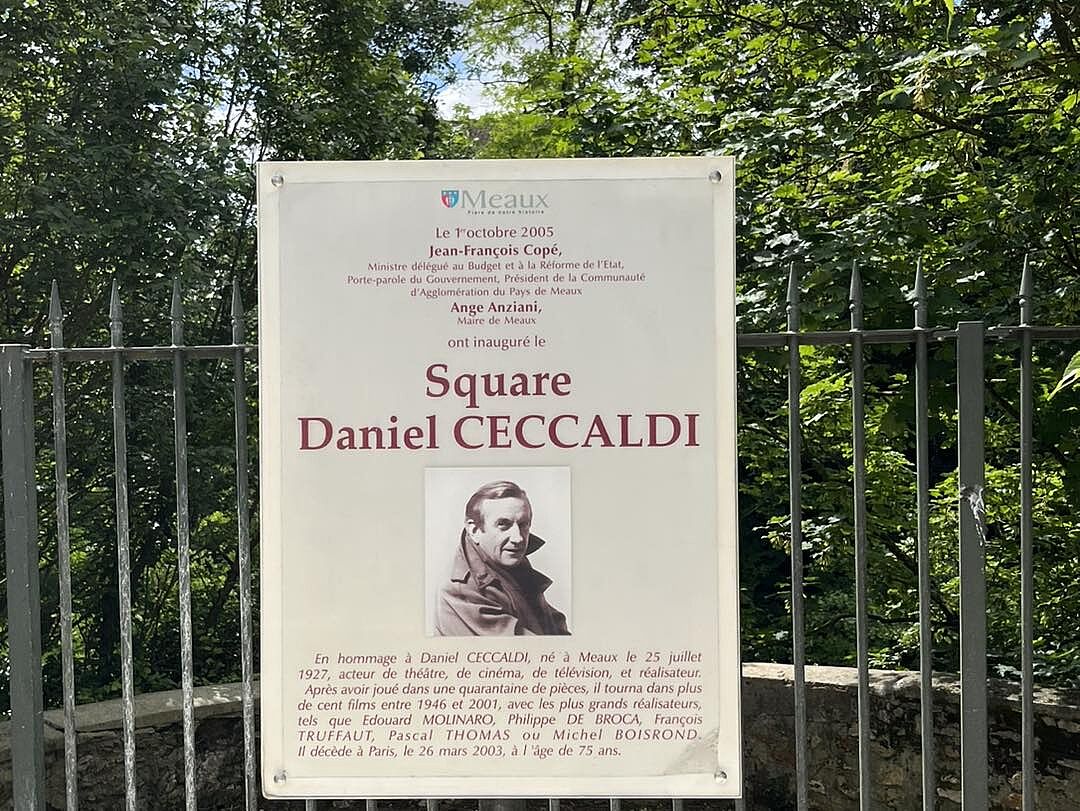 Meaux
Fière de notre histoire
Le 1er octobre 2005
Jean-François Copé,
Ministre délégué au Budget et à la Réforme de l'Etat,
Porte-parole du Gouvernement, Président de la Communauté
d'Agglomération du Pays de Meaux
Ange Anziani,
Maire de Meaux
ont inauguré le
Square
Daniel CECCALDI
En hommage à Daniel CECCALDI, né à Meaux le 25 juillet
1927, acteur de théâtre, de cinéma, de télévision, et réalisateur.
Après avoir joué dans une quarantaine de pièces, il tourna dans plus
de cent films entre 1946 et 2001, avec les plus grands réalisateurs,
tels que Edouard MOLINARO, Philippe DE BROCA, François
TRUFFAUT, Pascal THOMAS ou Michel BOISROND.
Il décède à Paris, le 26 mars 2003, à l 'âge de 75 ans.